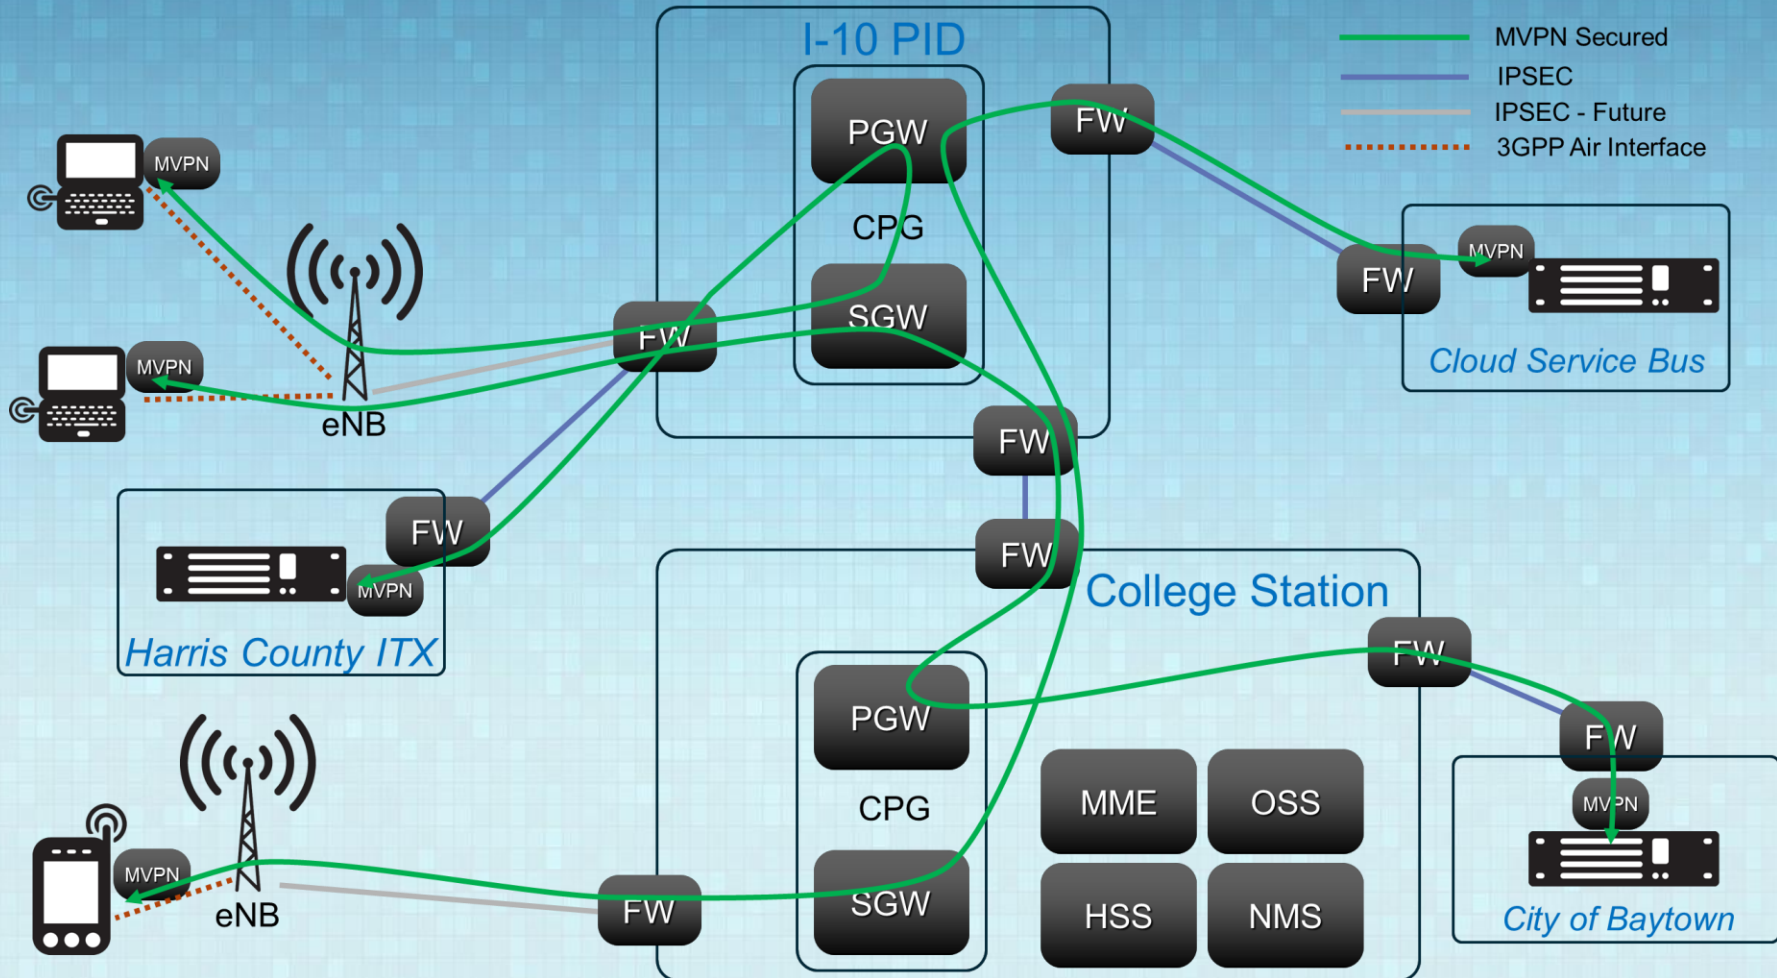 I-10 PID
MVPN Secured
IPSEC
IPSEC - Future
3GPP Air Interface
PGW
FW
MVPN
CPG
MVPN
FW
SGW
FW
Cloud Service Bus
MVPN
eNB
FW
FW
FW
MVPN
Harris County ITX
FW
College Station
FW
PGW
FW
CPG
MME
OSS
MVPN
City of Baytown
MVPN
eNB
FW
SGW
HSS
NMS